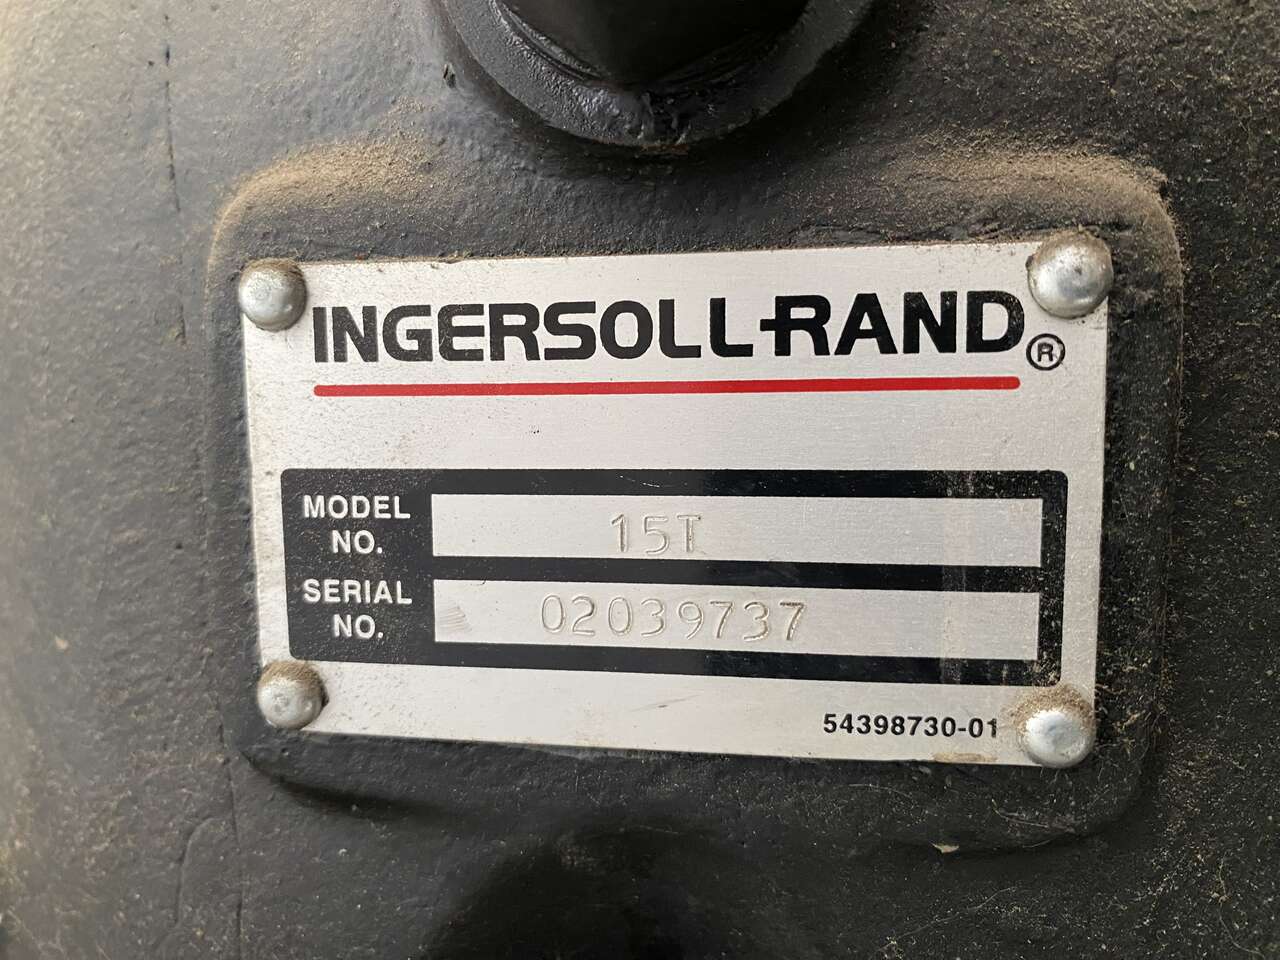 INGERSOLL-RAND®
MODEL NO. 15T
SERIAL NO. 02039737
54398730-01